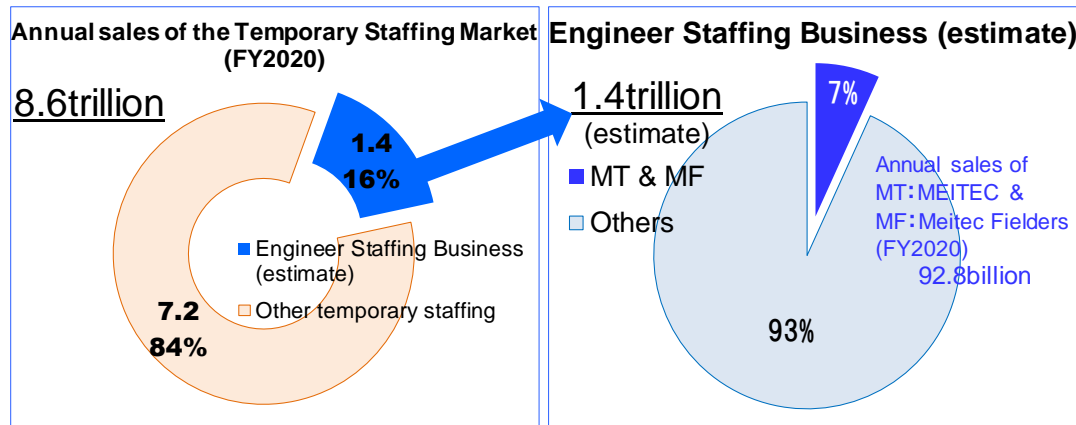 Annual sales of the Temporary Staffing Market
(FY2020)
8.6trillion
1.4
16%
Engineer Staffing Business
(estimate)
Other temporary staffing
7.2
84%
Engineer Staffing Business (estimate)
1.4trillion
(estimate)
MT & MF
Others
7%
Annual sales of
MT:MEITEC &
MF:Meitec Fielders
(FY2020)
92.8billion
93%